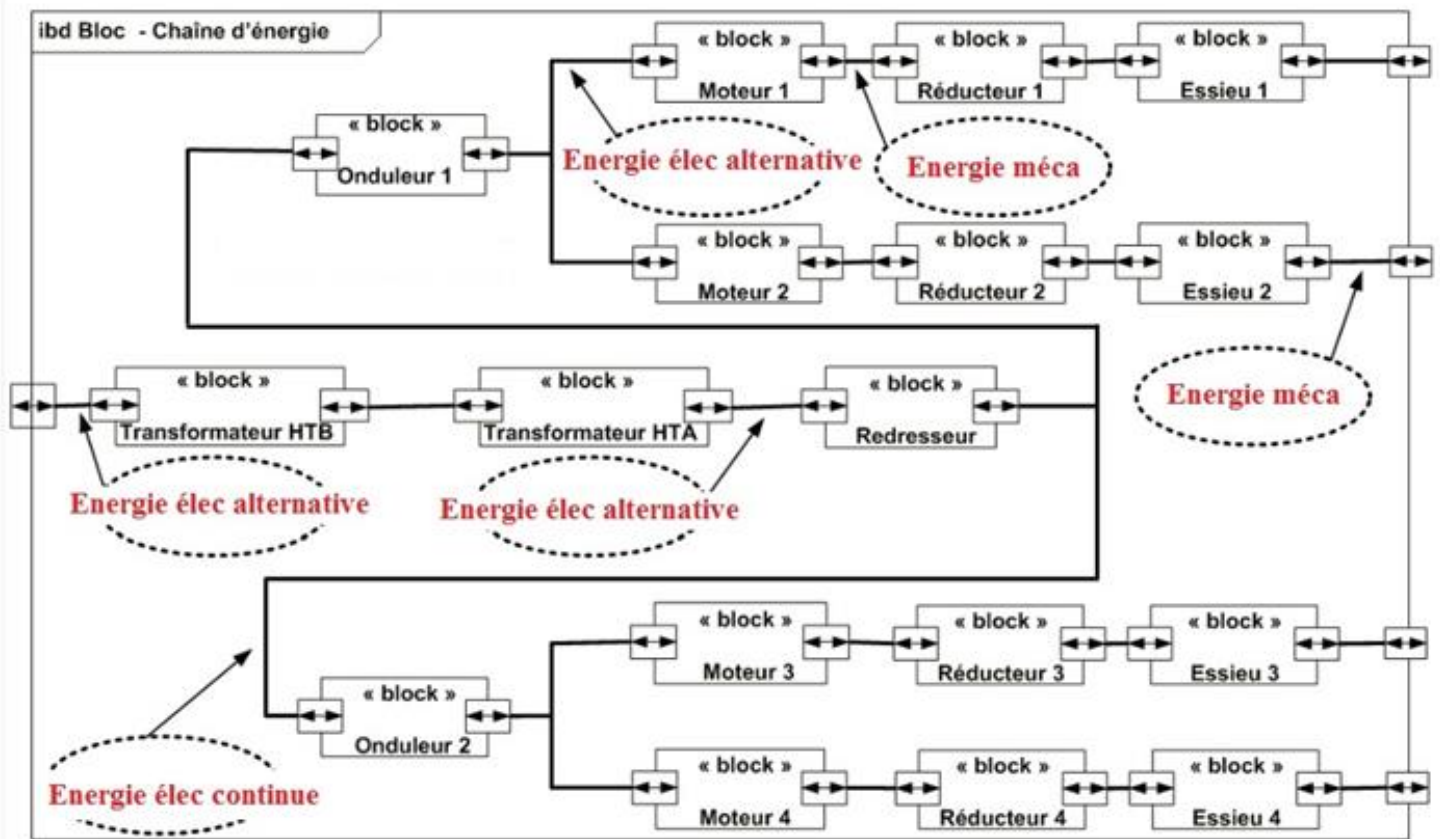 ibd Bloc - Chaîne d'énergie
« block »
Moteur 1
« block »
Réducteur 1
« block »
Essieu 1
« block »
Onduleur 1
Energie élec alternative
Energie méca
« block »
Moteur 2
« block »
Réducteur 2
« block »
Essieu 2
« block »
Transformateur HTB
« block »
Transformateur HTA
« block »
Redresseur
Energie méca
Energie élec alternative
Energie élec alternative
« block »
Moteur 3
« block »
Réducteur 3
« block »
Essieu 3
« block »
Onduleur 2
Energie élec continue
« block »
Moteur 4
« block »
Réducteur 4
« block »
Essieu 4